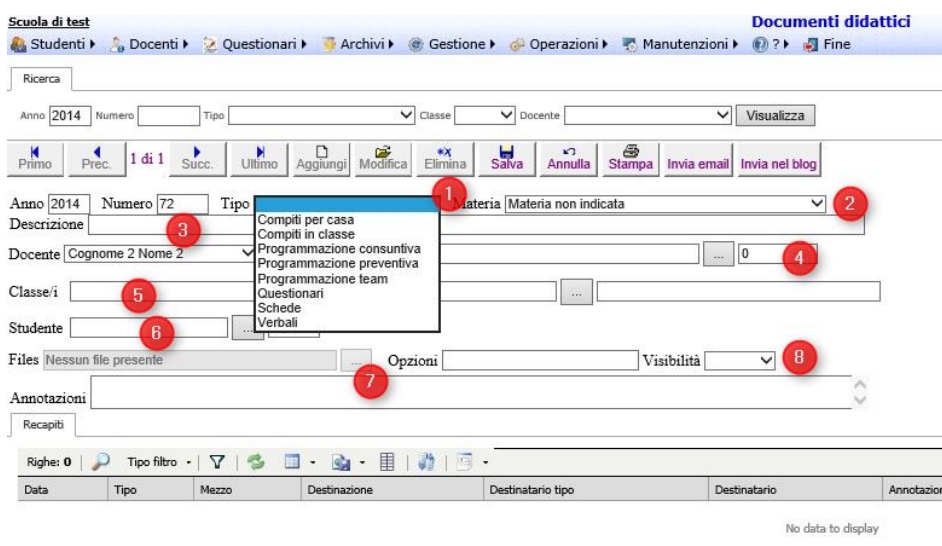 Scuola di test Documenti didattici
Studenti Docenti Questionari Archivi Gestione Operazioni Manutenzioni ? Fine
Ricerca
Anno 2014 Numero Tipo Classe Docente Visualizza
Primo Prec. 1 di 1 Succ. Ultimo Aggiungi Modifica Elimina Salva Annulla Stampa Invia email Invia nel blog
Anno 2014 Numero 72 Tipo 1 Materia Materia non indicata 2
Descrizione 3
Compiti per casa
Compiti in classe
Programmazione consuntiva
Programmazione preventiva
Programmazione team
Questionari
Schede
Verbali
Docente Cognome 2 Nome 2 ... 0 4
Classe/i 5 ...
Studente 6 ...
Files Nessun file presente ... 7 Opzioni Visibilità 8
Annotazioni
Recapiti
Righe: 0 Tipo filtro
Data Tipo Mezzo Destinazione Destinatario tipo Destinatario Annotazion
No data to display